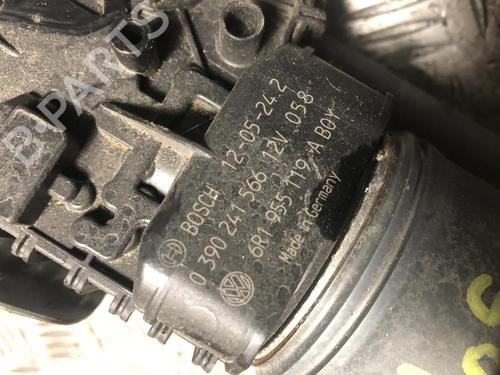 BOSCH 12-05-24.2
0 390 241 566 12V 058
6R1 955 119 A BOY
Made in Germany
B-PARTS